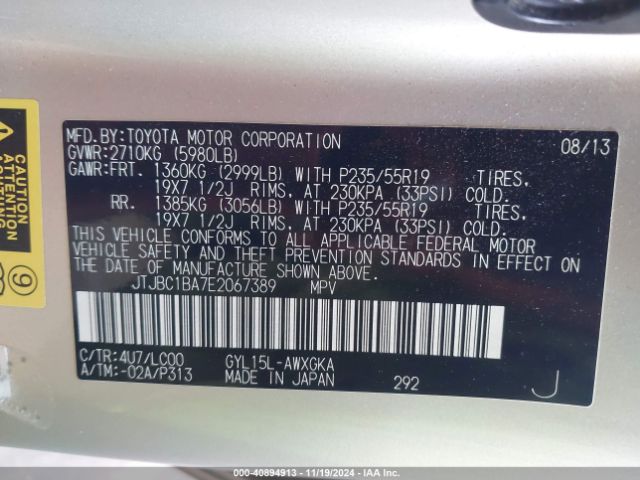 MFD.BY:TOYOTA MOTOR CORPORATION 08/13
GVWR:2710KG (5980LB)
GAWR:FRT. 1360KG (2999LB) WITH P235/55R19 TIRES,
19X7 1/2J RIMS, AT 230KPA (33PSI) COLD.
RR. 1385KG (3056LB) WITH P235/55R19 TIRES,
19X7 1/2J RIMS, AT 230KPA (33PSI) COLD.
THIS VEHICLE CONFORMS TO ALL APPLICABLE FEDERAL MOTOR
VEHICLE SAFETY AND THEFT PREVENTION STANDARDS IN EFFECT
ON THE DATE OF MANUFACTURE SHOWN ABOVE.
JTJBC1BA7E2067389 MPV
C/TR:4U7/LC00 GYL15L-AWXGKA
A/TM:-02A/P313 MADE IN JAPAN 292 J
9
000-40894913 - 11/19/2024 - IAAI.com